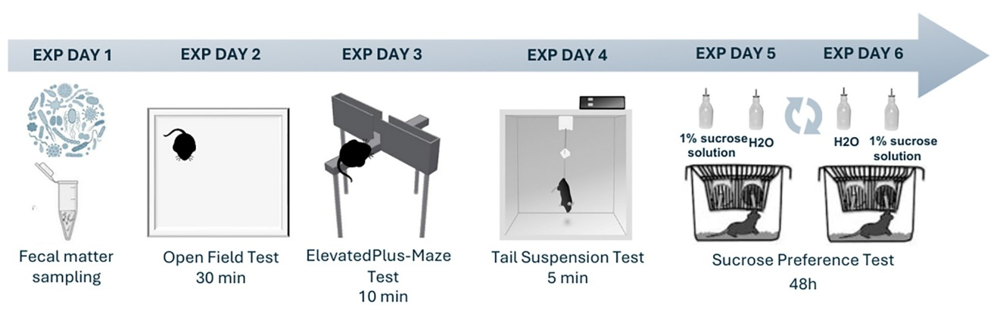 EXP DAY 1
EXP DAY 2
EXP DAY 3
EXP DAY 4
EXP DAY 5
EXP DAY 6
1% sucrose
solution
H2O
H2O
1% sucrose
solution
Fecal matter
sampling
Open Field Test
30 min
ElevatedPlus-Maze
Test
10 min
Tail Suspension Test
5 min
Sucrose Preference Test
48h